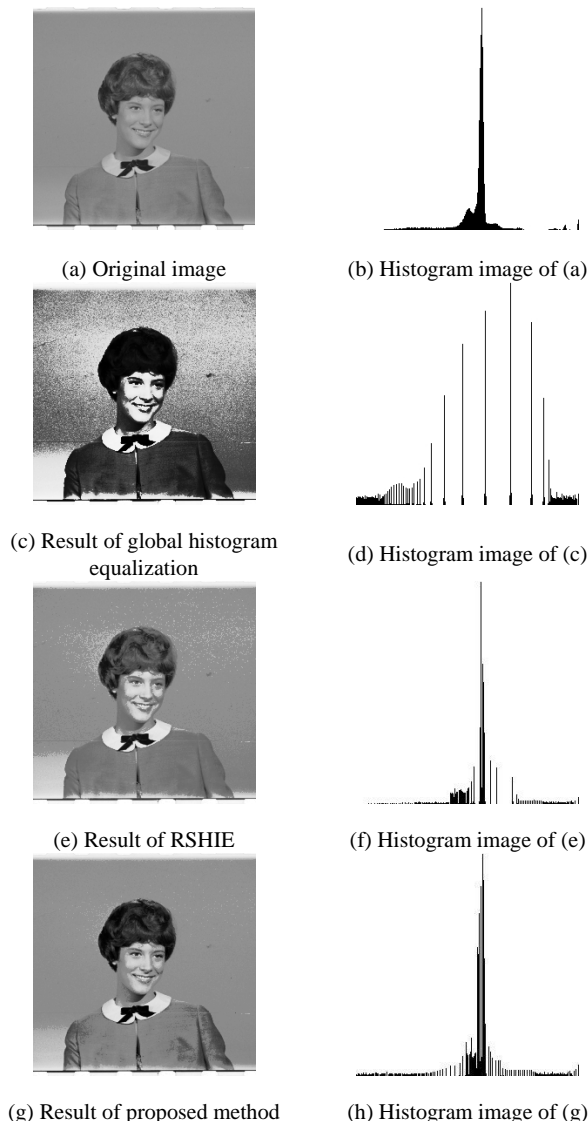 (a) Original image
(b) Histogram image of (a)
(c) Result of global histogram
equalization
(d) Histogram image of (c)
(e) Result of RSHIE
(f) Histogram image of (e)
(g) Result of proposed method
(h) Histogram image of (g)